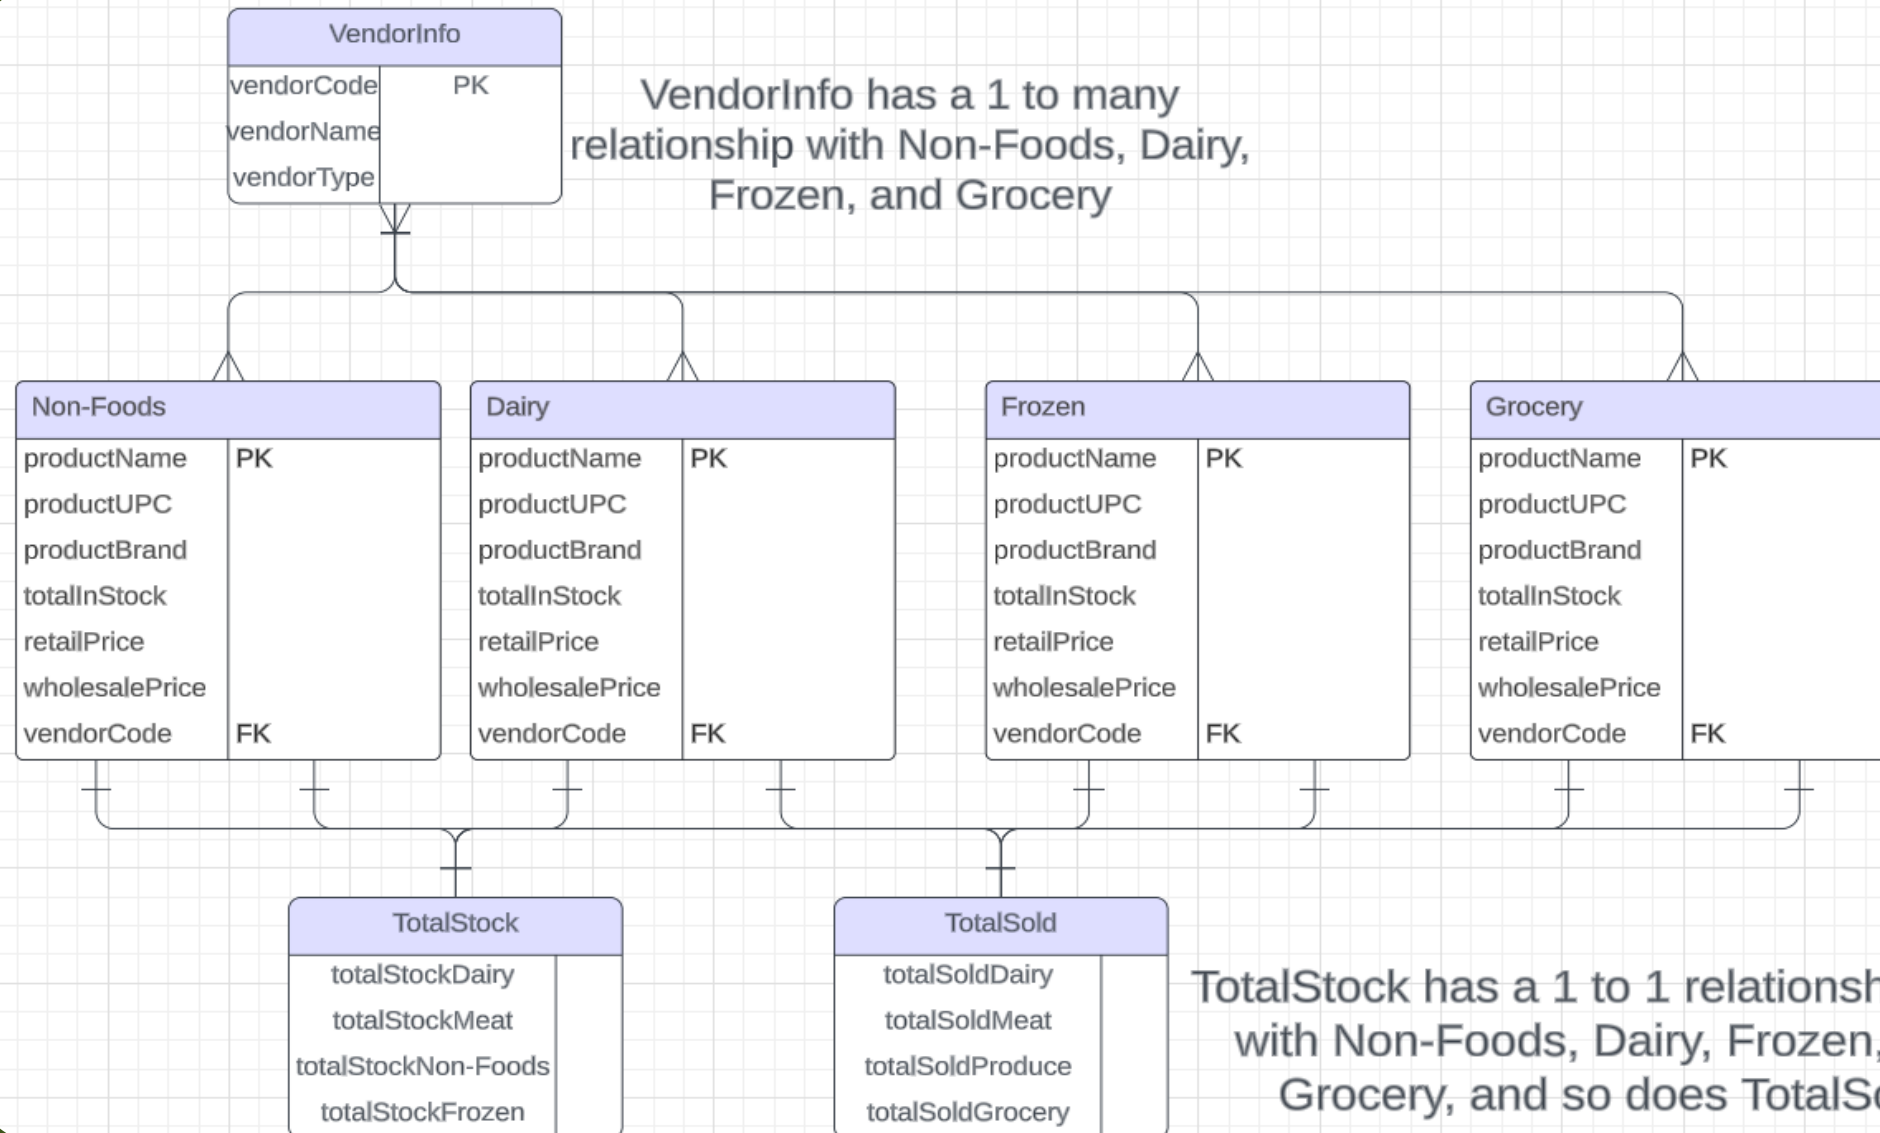 VendorInfo
vendorCode PK
vendorName
vendorType
VendorInfo has a 1 to many
relationship with Non-Foods, Dairy,
Frozen, and Grocery
Non-Foods
productName PK
productUPC
productBrand
totalInStock
retailPrice
wholesalePrice
vendorCode FK
Dairy
productName PK
productUPC
productBrand
totalInStock
retailPrice
wholesalePrice
vendorCode FK
Frozen
productName PK
productUPC
productBrand
totalInStock
retailPrice
wholesalePrice
vendorCode FK
Grocery
productName PK
productUPC
productBrand
totalInStock
retailPrice
wholesalePrice
vendorCode FK
TotalStock
totalStockDairy
totalStockMeat
totalStockNon-Foods
totalStockFrozen
TotalSold
totalSoldDairy
totalSoldMeat
totalSoldProduce
totalSoldGrocery
TotalStock has a 1 to 1
with Non-Foods, Dairy, Frozen,
Grocery, and so does